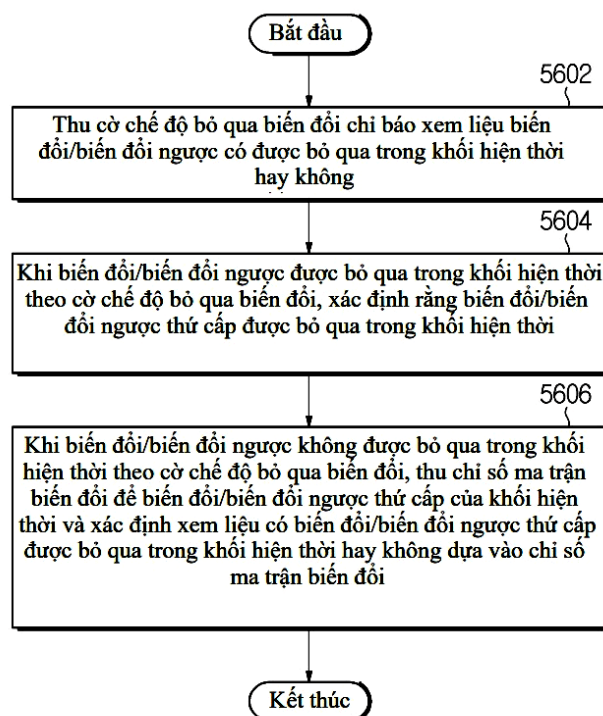 Bắt đầu
5602
Thu cờ chế độ bỏ qua biến đổi chỉ báo xem liệu biến
đổi/biến đổi ngược có được bỏ qua trong khối hiện thời
hay không
5604
Khi biến đổi/biến đổi ngược được bỏ qua trong khối hiện thời
theo cờ chế độ bỏ qua biến đổi, xác định rằng biến đổi/biến
đổi ngược thứ cấp được bỏ qua trong khối hiện thời
5606
Khi biến đổi/biến đổi ngược không được bỏ qua trong khối
hiện thời theo cờ chế độ bỏ qua biến đổi, thu chỉ số ma trận
biến đổi để biến đổi/biến đổi ngược thứ cấp của khối hiện
thời và xác định xem liệu có biến đổi/biến đổi ngược thứ cấp
được bỏ qua trong khối hiện thời hay không dựa vào chỉ số
ma trận biến đổi
Kết thúc